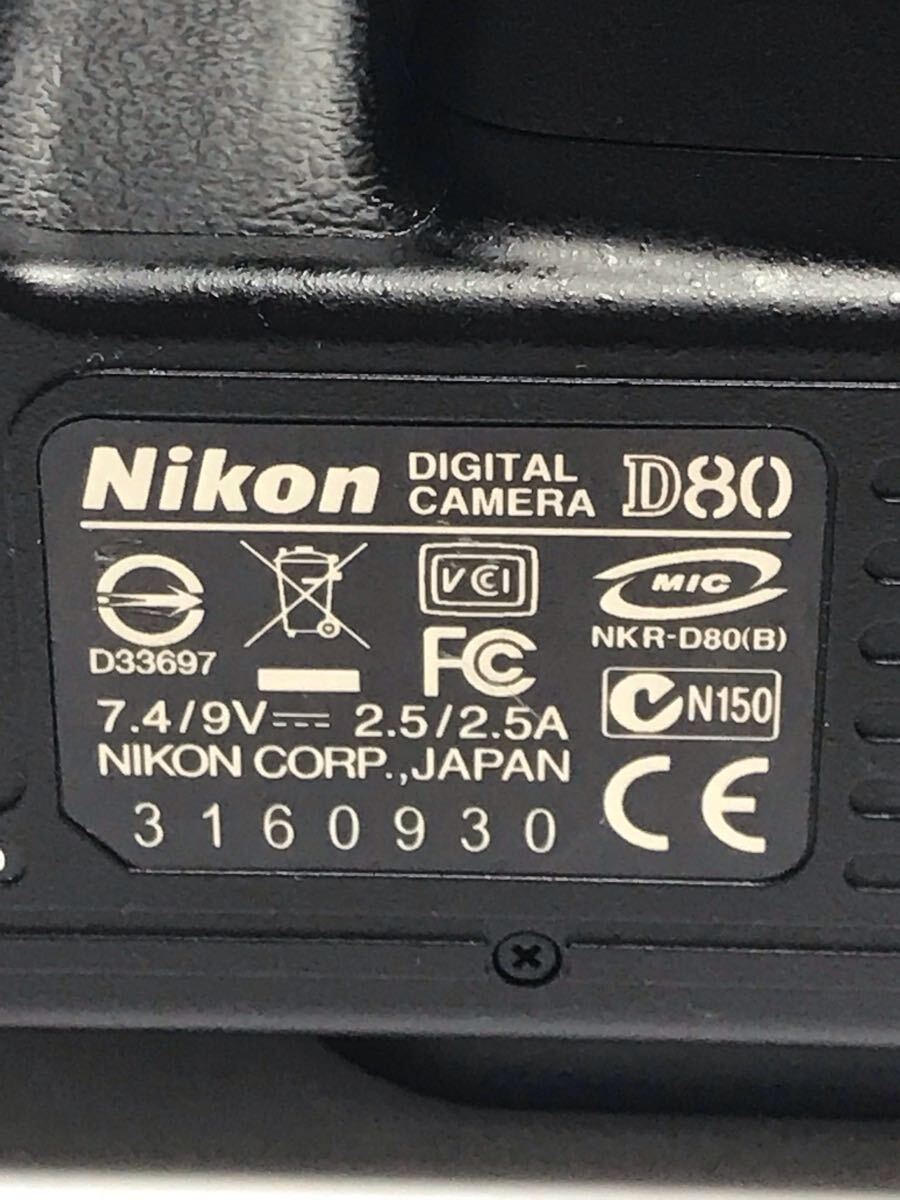 Nikon DIGITAL CAMERA D80
VCI
MIC
D33697
FC
NKR-D80(B)
N150
7.4/9V 2.5/2.5A
NIKON CORP.,JAPAN
CE
3160930